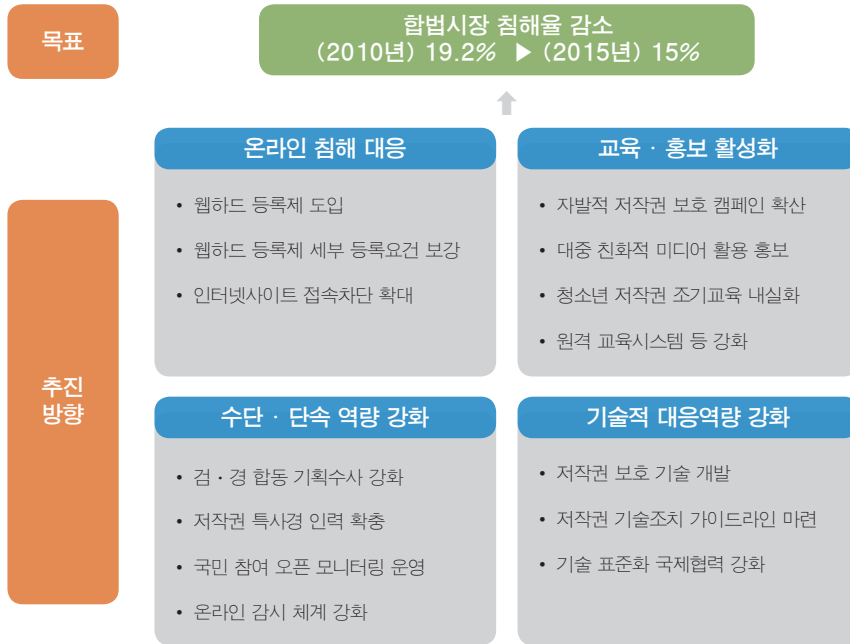 목표
합법시장 침해율 감소
(2010년) 19.2% ▶ (2015년) 15%
추진
방향
온라인 침해 대응
• 웹하드 등록제 도입
• 웹하드 등록제 세부 등록요건 보강
• 인터넷사이트 접속차단 확대
교육 · 홍보 활성화
• 자발적 저작권 보호 캠페인 확산
• 대중 친화적 미디어 활용 홍보
• 청소년 저작권 조기교육 내실화
• 원격 교육시스템 등 강화
수단 · 단속 역량 강화
• 검 · 경 합동 기획수사 강화
• 저작권 특사경 인력 확충
• 국민 참여 오픈 모니터링 운영
• 온라인 감시 체계 강화
기술적 대응역량 강화
• 저작권 보호 기술 개발
• 저작권 기술조치 가이드라인 마련
• 기술 표준화 국제협력 강화